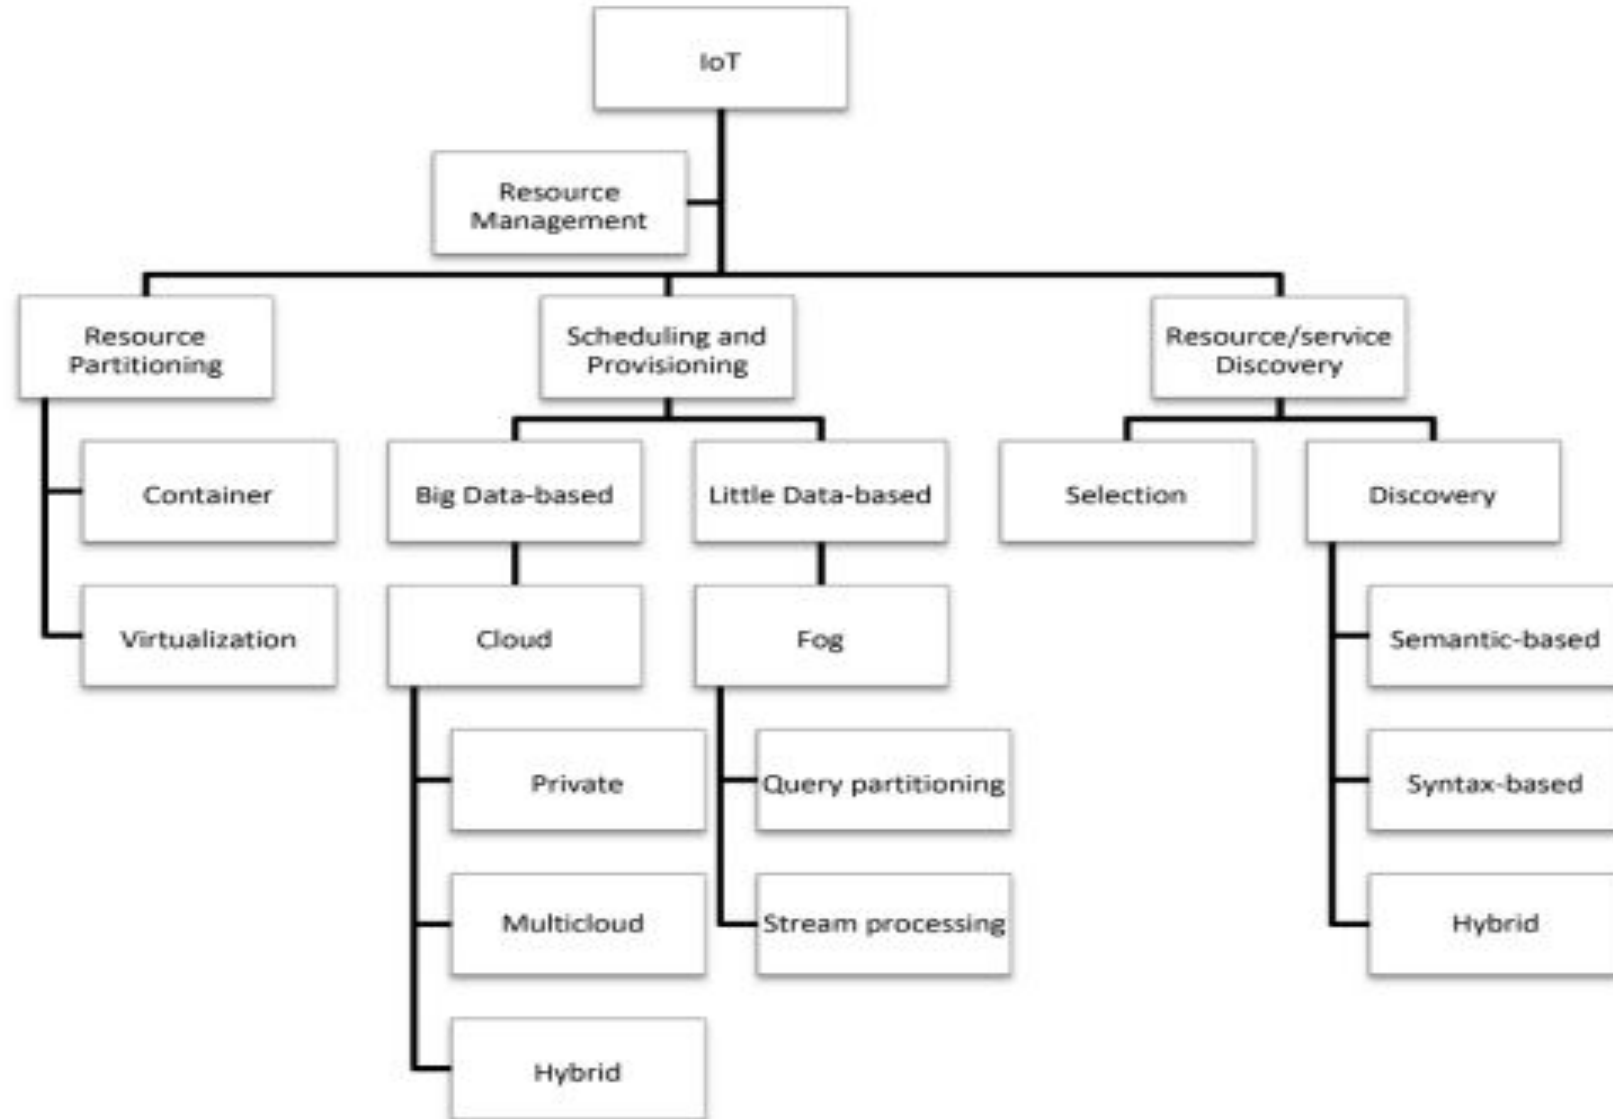 IoT
Resource
Management
Resource
Partitioning
Scheduling and
Provisioning
Resource/service
Discovery
Container
Big Data-based
Little Data-based
Selection
Discovery
Virtualization
Cloud
Fog
Semantic-based
Private
Query partitioning
Syntax-based
Multicloud
Stream processing
Hybrid
Hybrid